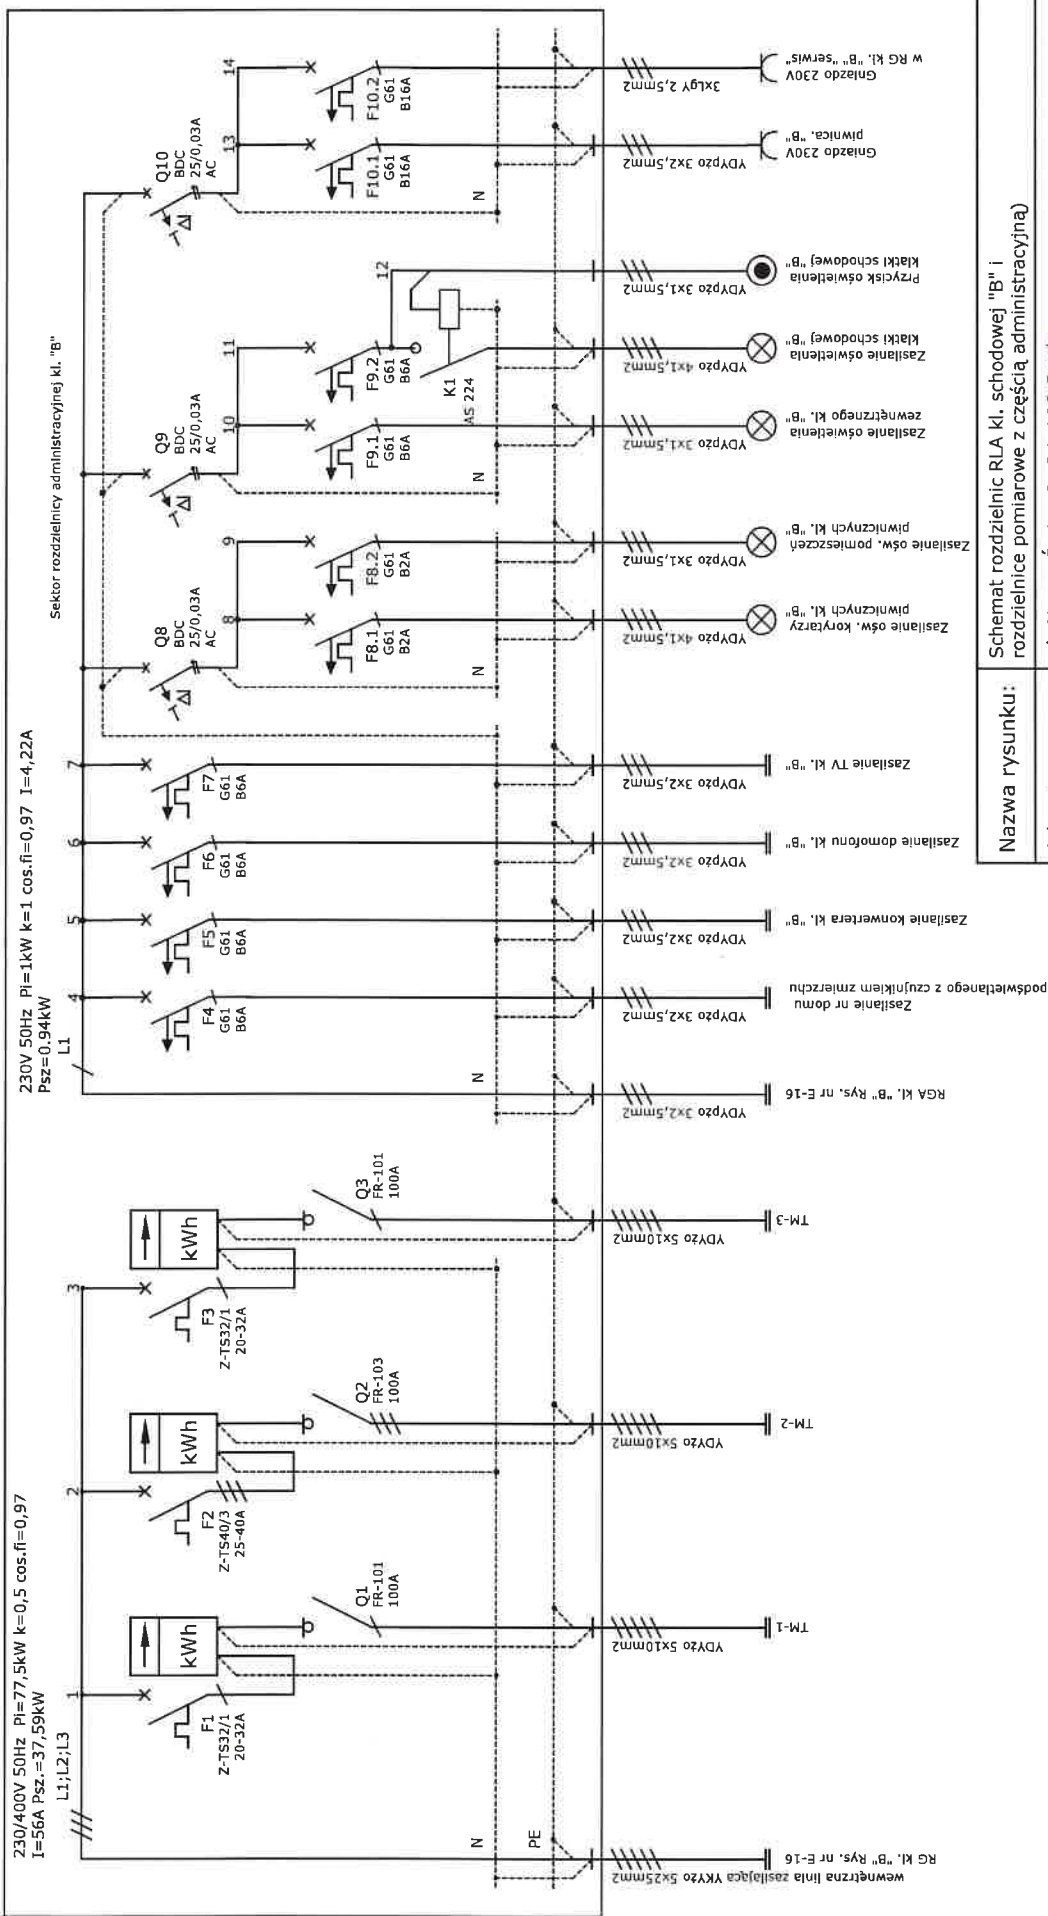 230/400V 50Hz Pi=77,5kW k=0,5 cos.fi=0,97
I=56A Psz.=37,59kW
L1;L2;L3
230V 50Hz Pi=1kW k=1 cos.fi=0,97 I=4,22A
Psz=0.94kW
L1
Sektor rozdzielnicy administracyjnej kl. "B"
1
F1
Z-TS32/1
20-32A
kWh
Q1
FR-101
100A
2
F2
Z-TS40/3
25-40A
kWh
Q2
FR-103
100A
3
F3
Z-TS32/1
20-32A
kWh
Q3
FR-101
100A
4
F4
G61
B6A
5
F5
G61
B6A
6
F6
G61
B6A
7
F7
G61
B6A
Q8
BDC
25/0,03A
AC
8
F8.1
G61
B2A
9
F8.2
G61
B2A
Q9
BDC
25/0,03A
AC
10
F9.1
G61
B6A
11
F9.2
G61
B6A
12
K1
AS 224
Q10
BDC
25/0,03A
AC
13
F10.1
G61
B16A
14
F10.2
G61
B16A
N
PE
N
N
N
N
wewnętrzna linia zasilająca YKYżo 5x25mm2
RG kl. "B" Rys. nr E-16
YDYżo 5x10mm2
TM-1
YDYżo 5x10mm2
TM-2
YDYżo 5x10mm2
TM-3
YDYpżo 3x2,5mm2
RGA kl. "B" Rys. nr E-16
YDYpżo 3x2,5mm2
Zasilanie nr domu
podświetlanego z czujnikiem zmierzchu
YDYpżo 3x2,5mm2
Zasilanie konwertera kl. "B"
YDYpżo 3x2,5mm2
Zasilanie domofonu kl. "B"
YDYpżo 3x2,5mm2
Zasilanie TV kl. "B"
YDYpżo 4x1,5mm2
Zasilanie ośw. korytarzy
piwnicznych kl. "B"
YDYpżo 3x1,5mm2
Zasilanie ośw. pomieszczeń
piwnicznych kl. "B"
YDYpżo 3x1,5mm2
Zasilanie oświetlenia
zewnętrznego kl. "B"
YDYpżo 4x1,5mm2
Zasilanie oświetlenia
klatki schodowej "B"
YDYpżo 3x1,5mm2
Przycisk oświetlenia
klatki schodowej "B"
YDYpżo 3x2,5mm2
Gniazdo 230V
piwnica. "B"
3xLgY 2,5mm2
Gniazdo 230V
w RG kl. "B" "serwis"
Nazwa rysunku:
Schemat rozdzielnic RLA kl. schodowej "B" i
rozdzielnice pomiarowe z częścią administracyjną)